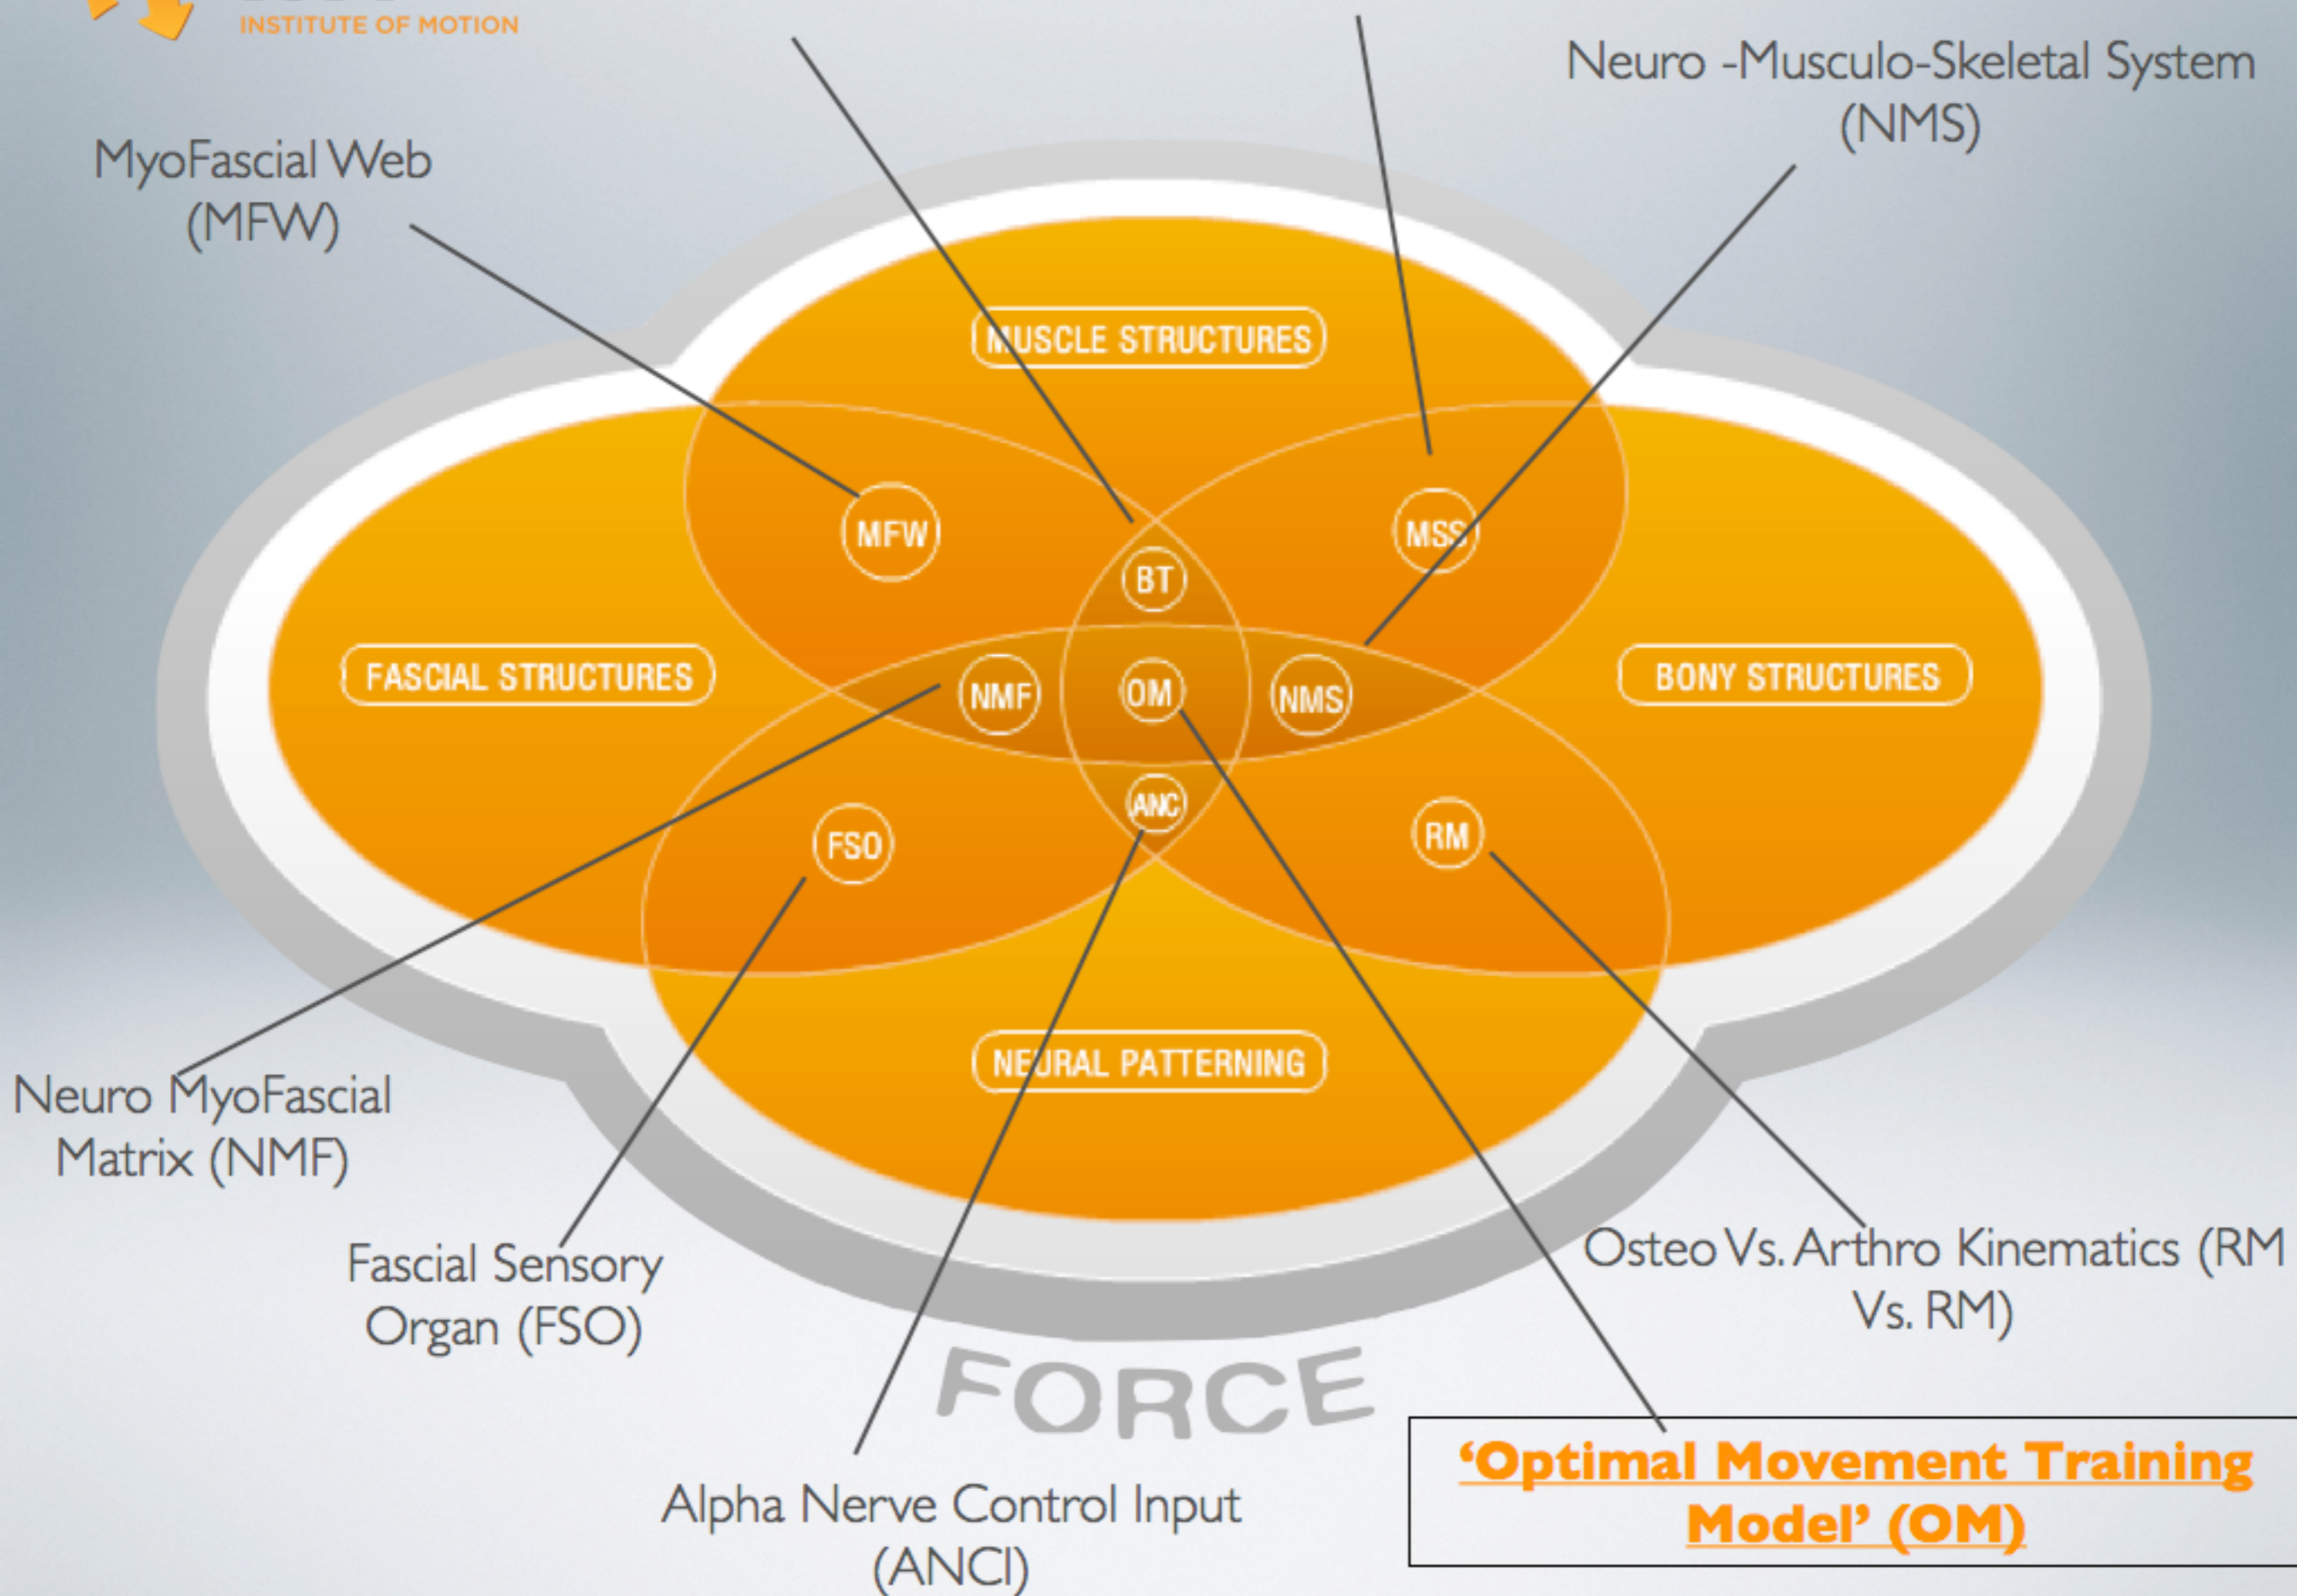 INSTITUTE OF MOTION
Neuro -Musculo-Skeletal System
(NMS)
MyoFascial Web
(MFW)
MUSCLE STRUCTURES
MFW
MSS
BT
FASCIAL STRUCTURES
BONY STRUCTURES
NMF
OM
NMS
ANC
FSO
RM
NEURAL PATTERNING
Neuro MyoFascial
Matrix (NMF)
Fascial Sensory
Organ (FSO)
Osteo Vs. Arthro Kinematics (RM
Vs. RM)
FORCE
Alpha Nerve Control Input
(ANCI)
‘Optimal Movement Training
Model’ (OM)